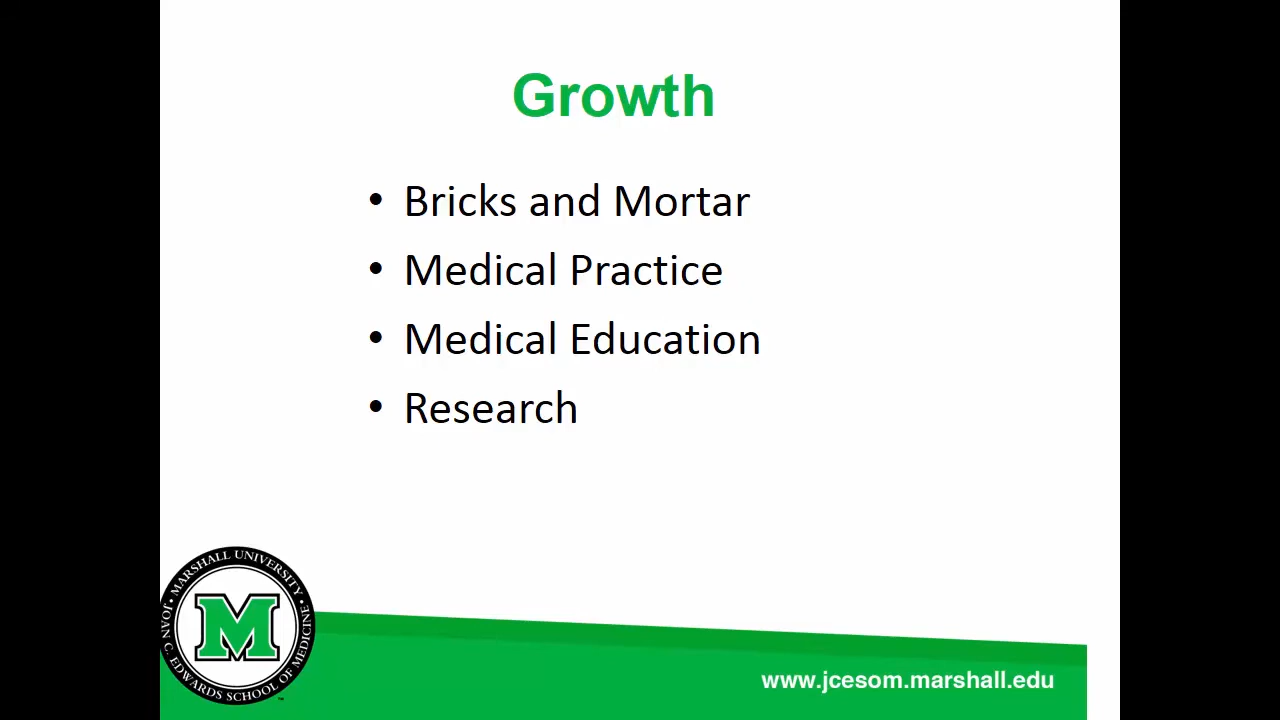 Growth
• Bricks and Mortar
• Medical Practice
• Medical Education
• Research
MARSHALL UNIVERSITY
JOAN C. EDWARDS SCHOOL OF MEDICINE
M
™
www.jcesom.marshall.edu